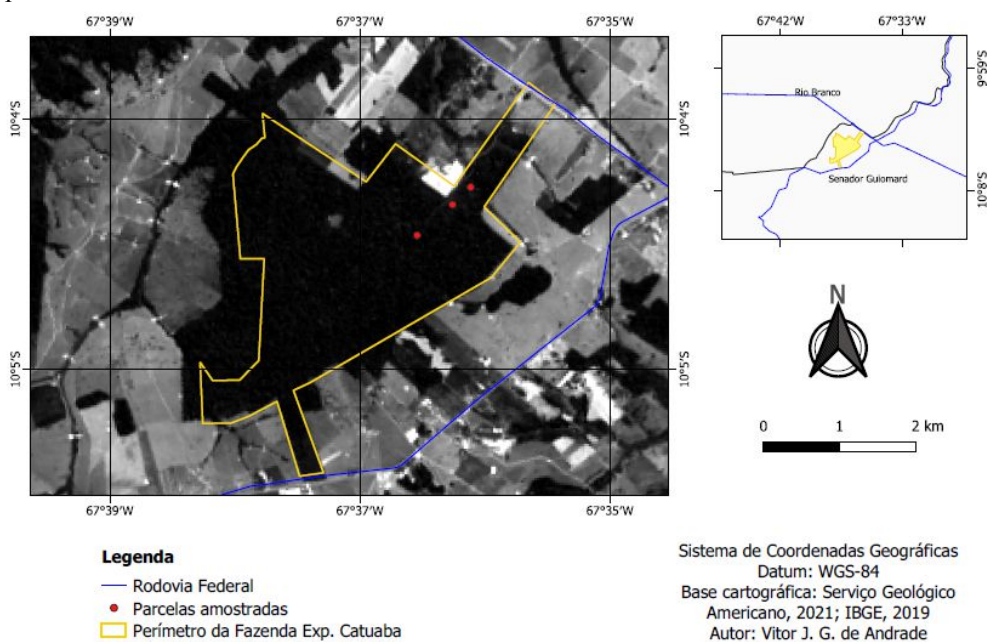 67°39'W 67°37'W 67°35'W
67°42'W 67°33'W
10°4'S
10°4'S
9°59'S
10°8'S
Rio Branco
Senador Guiomard
10°5'S
10°5'S
N
0 1 2 km
67°39'W 67°37'W 67°35'W
Legenda
Rodovia Federal
Parcelas amostradas
Perímetro da Fazenda Exp. Catuaba
Sistema de Coordenadas Geográficas
Datum: WGS-84
Base cartográfica: Serviço Geológico
Americano, 2021; IBGE, 2019
Autor: Vitor J. G. de Andrade